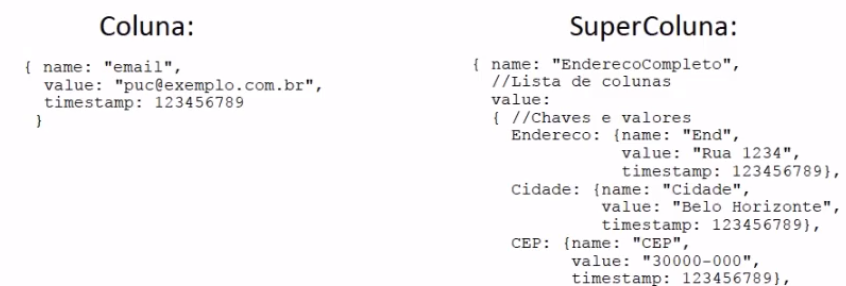 Coluna:
{ name: "email",
value: "puc@exemplo.com.br",
timestamp: 123456789
}
SuperColuna:
{ name: "EnderecoCompleto",
//Lista de colunas
value:
{ //Chaves e valores
Endereco: {name: "End",
value: "Rua 1234",
timestamp: 123456789},
Cidade: {name: "Cidade",
value: "Belo Horizonte",
timestamp: 123456789},
CEP: {name: "CEP",
value: "30000-000",
timestamp: 123456789},